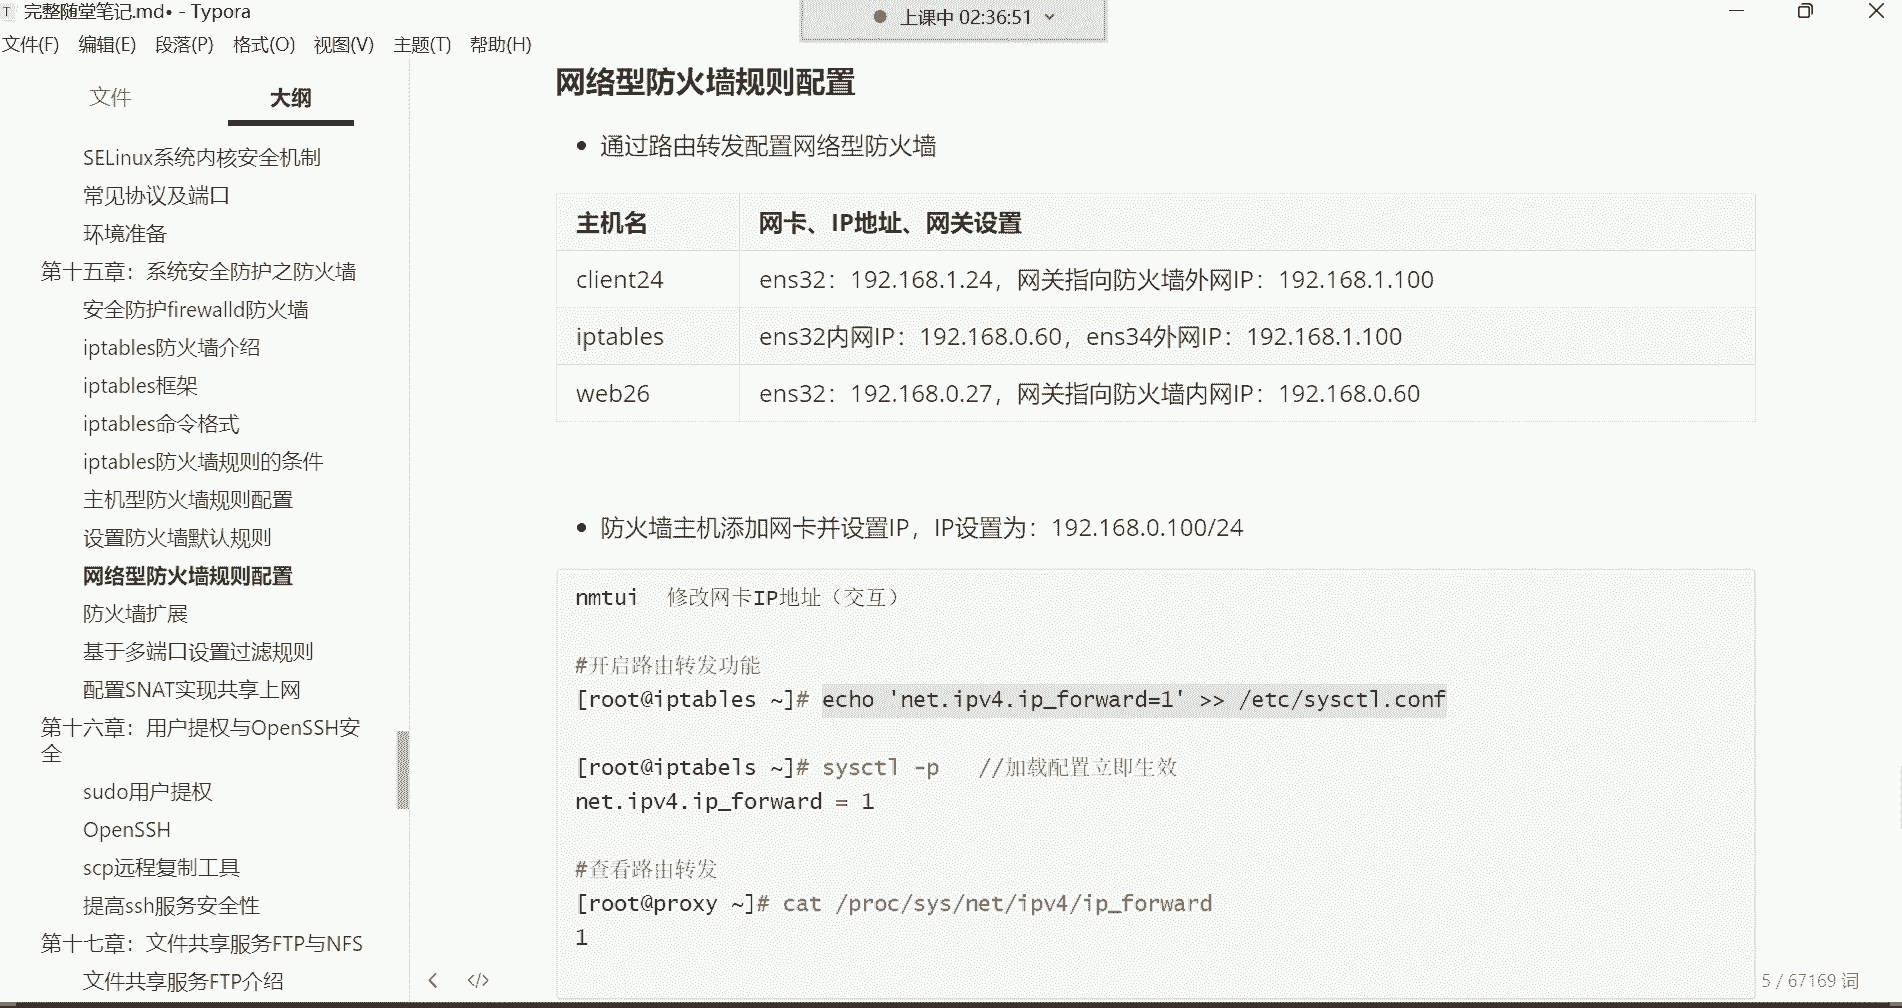 完整随堂笔记.md• - Typora
上课中 02:36:51
文件(F) 编辑(E) 段落(P) 格式(O) 视图(V) 主题(T) 帮助(H)
文件 大纲
SELinux系统内核安全机制
常见协议及端口
环境准备
第十五章：系统安全防护之防火墙
安全防护firewalld防火墙
iptables防火墙介绍
iptables框架
iptables命令格式
iptables防火墙规则的条件
主机型防火墙规则配置
设置防火墙默认规则
网络型防火墙规则配置
防火墙扩展
基于多端口设置过滤规则
配置SNAT实现共享上网
第十六章：用户提权与OpenSSH安
全
sudo用户提权
OpenSSH
scp远程复制工具
提高ssh服务安全性
第十七章：文件共享服务FTP与NFS
文件共享服务FTP介绍
网络型防火墙规则配置
通过路由转发配置网络型防火墙
主机名 网卡、IP地址、网关设置
client24 ens32：192.168.1.24，网关指向防火墙外网IP：192.168.1.100
iptables ens32内网IP：192.168.0.60，ens34外网IP：192.168.1.100
web26 ens32：192.168.0.27，网关指向防火墙内网IP：192.168.0.60
防火墙主机添加网卡并设置IP，IP设置为：192.168.0.100/24
nmtui 修改网卡IP地址（交互）
#开启路由转发功能
[root@iptables ~]# echo 'net.ipv4.ip_forward=1' >> /etc/sysctl.conf
[root@iptabels ~]# sysctl -p //加载配置立即生效
net.ipv4.ip_forward = 1
#查看路由转发
[root@proxy ~]# cat /proc/sys/net/ipv4/ip_forward
1
5 / 67169 词